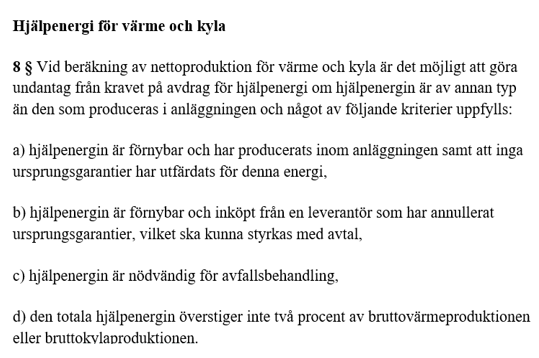 Hjälpenergi för värme och kyla
8 § Vid beräkning av nettoproduktion för värme och kyla är det möjligt att göra
undantag från kravet på avdrag för hjälpenergi om hjälpenergin är av annan typ
än den som produceras i anläggningen och något av följande kriterier uppfylls:
a) hjälpenergin är förnybar och har producerats inom anläggningen samt att inga
ursprungsgarantier har utfärdats för denna energi,
b) hjälpenergin är förnybar och inköpt från en leverantör som har annullerat
ursprungsgarantier, vilket ska kunna styrkas med avtal,
c) hjälpenergin är nödvändig för avfallsbehandling,
d) den totala hjälpenergin överstiger inte två procent av bruttovärmeproduktionen
eller bruttokylaproduktionen.